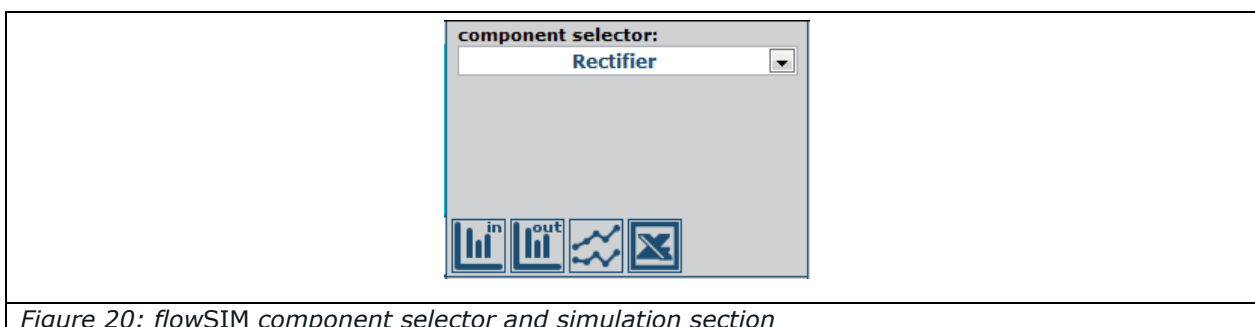 component selector:
Rectifier
in
out
Figure 20: flowSIM component selector and simulation section